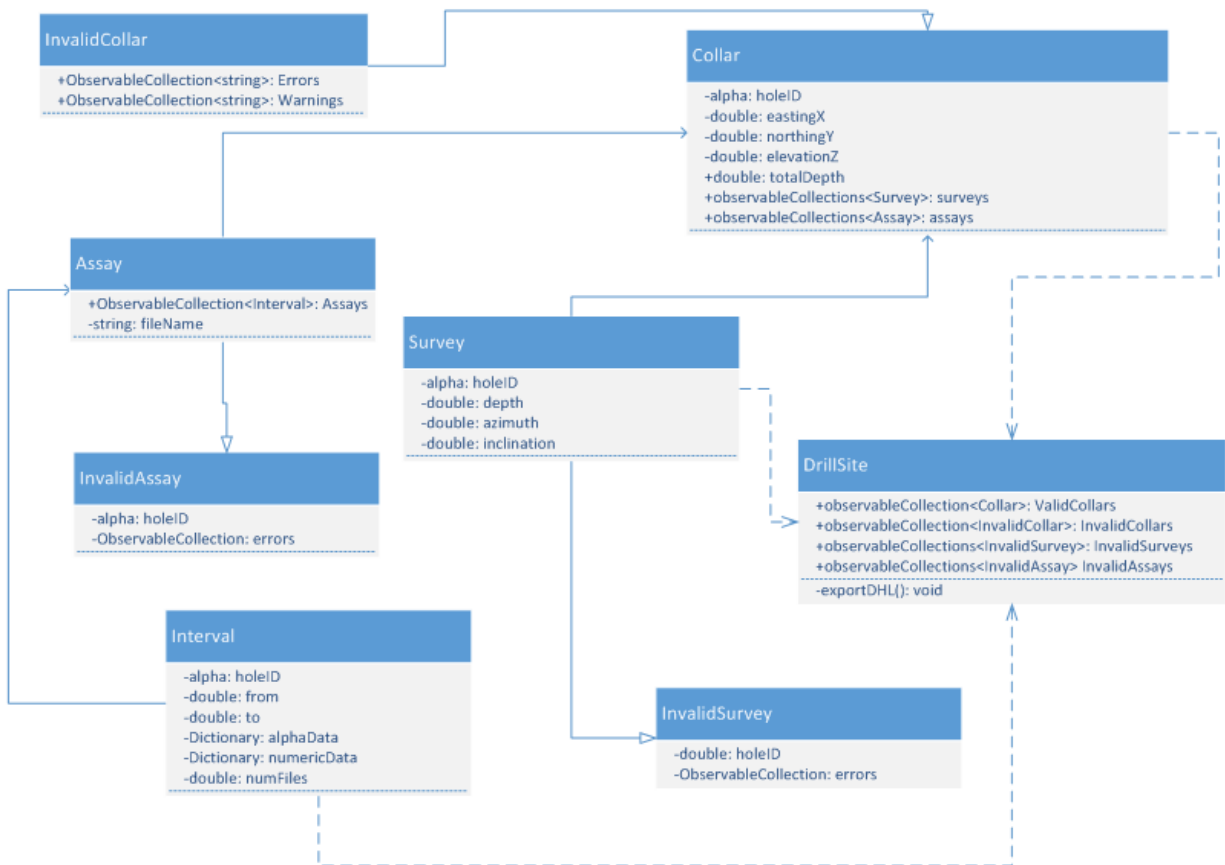 InvalidCollar
+ObservableCollection<string>: Errors
+ObservableCollection<string>: Warnings
Collar
-alpha: holeID
-double: eastingX
-double: northingY
-double: elevationZ
+double: totalDepth
+observableCollections<Survey>: surveys
+observableCollections<Assay>: assays
Assay
+ObservableCollection<Interval>: Assays
-string: fileName
Survey
-alpha: holeID
-double: depth
-double: azimuth
-double: inclination
InvalidAssay
-alpha: holeID
-ObservableCollection: errors
DrillSite
+observableCollection<Collar>: ValidCollars
+observableCollection<InvalidCollar>: InvalidCollars
+observableCollections<InvalidSurvey>: InvalidSurveys
+observableCollections<InvalidAssay> InvalidAssays
-exportDHL(): void
Interval
-alpha: holeID
-double: from
-double: to
-Dictionary: alphaData
-Dictionary: numericData
-double: numFiles
InvalidSurvey
-double: holeID
-ObservableCollection: errors